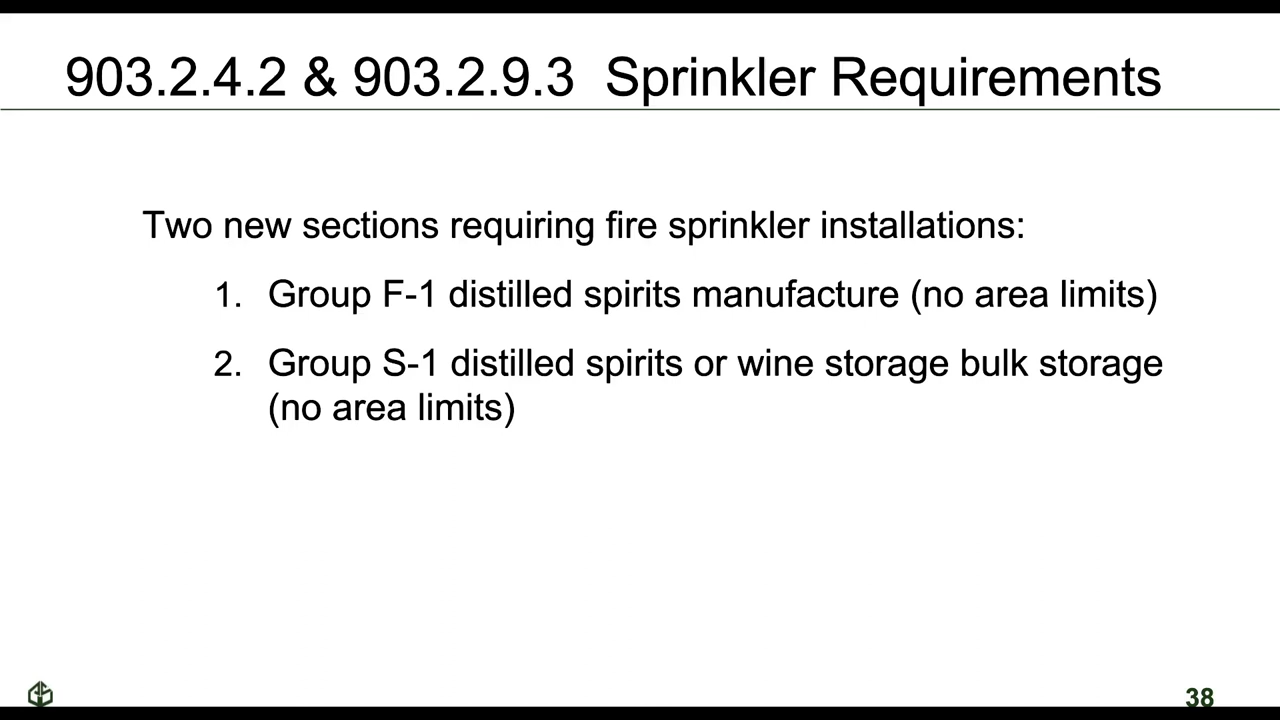 903.2.4.2 & 903.2.9.3 Sprinkler Requirements
Two new sections requiring fire sprinkler installations:
1. Group F-1 distilled spirits manufacture (no area limits)
2. Group S-1 distilled spirits or wine storage bulk storage
(no area limits)
38